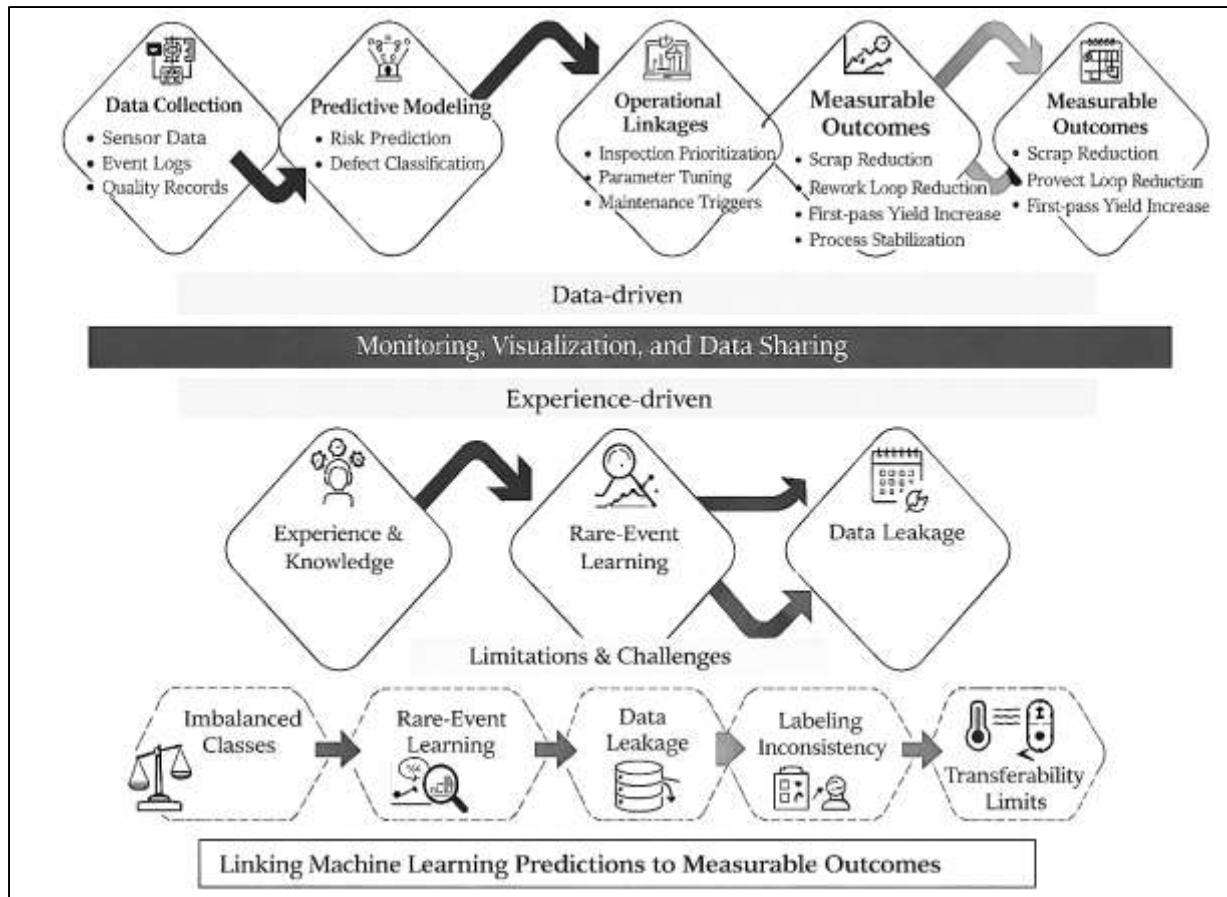 Data Collection
• Sensor Data
• Event Logs
• Quality Records
Predictive Modeling
• Risk Prediction
• Defect Classification
Operational
Linkages
• Inspection Prioritization
• Parameter Tuning
• Maintenance Triggers
Measurable
Outcomes
• Scrap Reduction
• Rework Loop Reduction
• First-pass Yield Increase
• Process Stabilization
Measurable
Outcomes
• Scrap Reduction
• Provect Loop Reduction
• First-pass Yield Increase
Data-driven
Monitoring, Visualization, and Data Sharing
Experience-driven
Experience &
Knowledge
Rare-Event
Learning
Data Leakage
Limitations & Challenges
Imbalanced
Classes
Rare-Event
Learning
Data
Leakage
Labeling
Inconsistency
Transferability
Limits
Linking Machine Learning Predictions to Measurable Outcomes